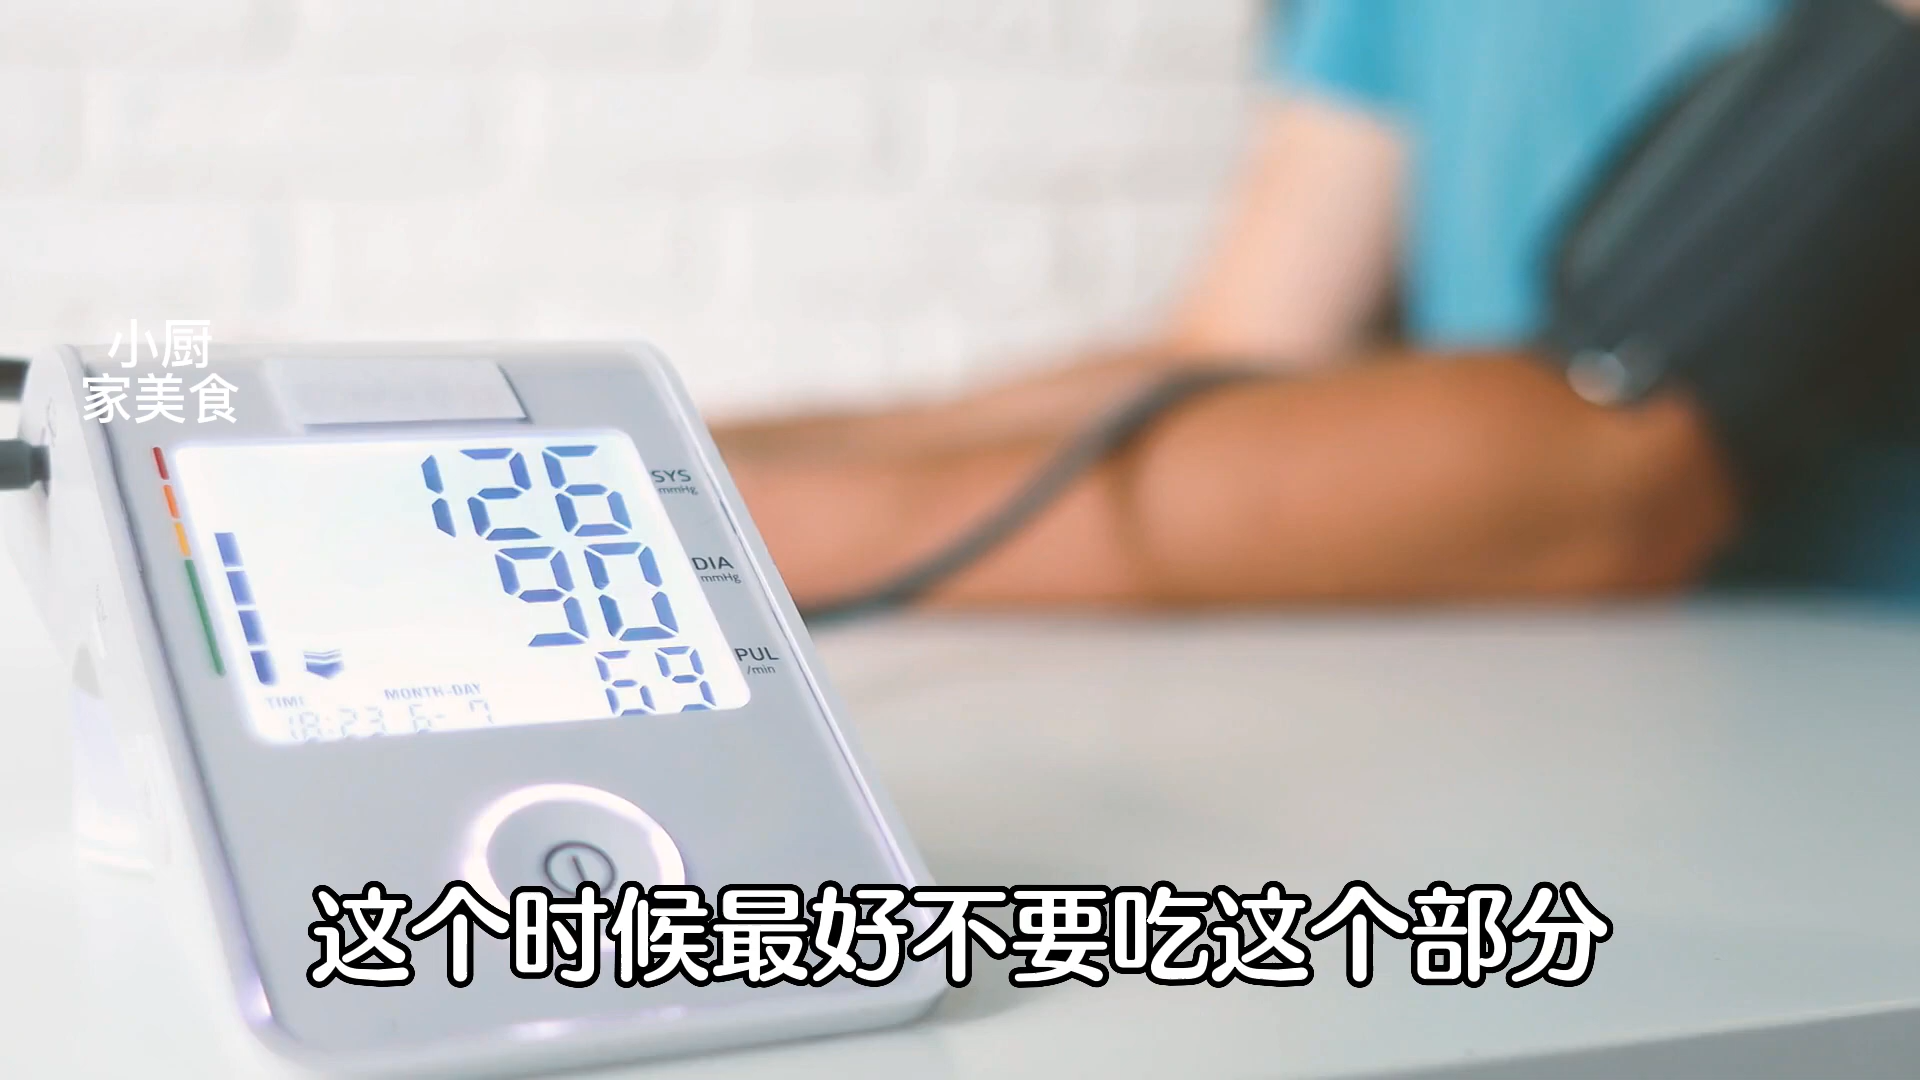 小厨
家美食
126
SYS
mmHg
90
DIA
mmHg
69
PUL
/min
TIME
MONTH-DAY
18:23 6-7
这个时候最好不要吃这个部分